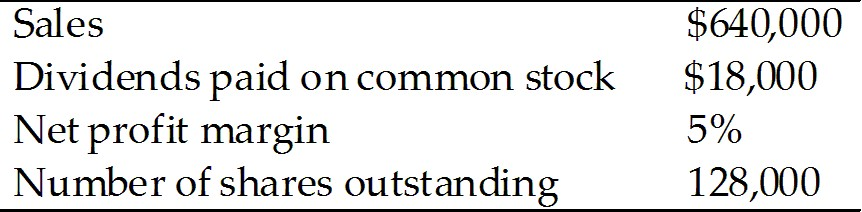 Sales $640,000
Dividends paid on common stock $18,000
Net profit margin 5%
Number of shares outstanding 128,000